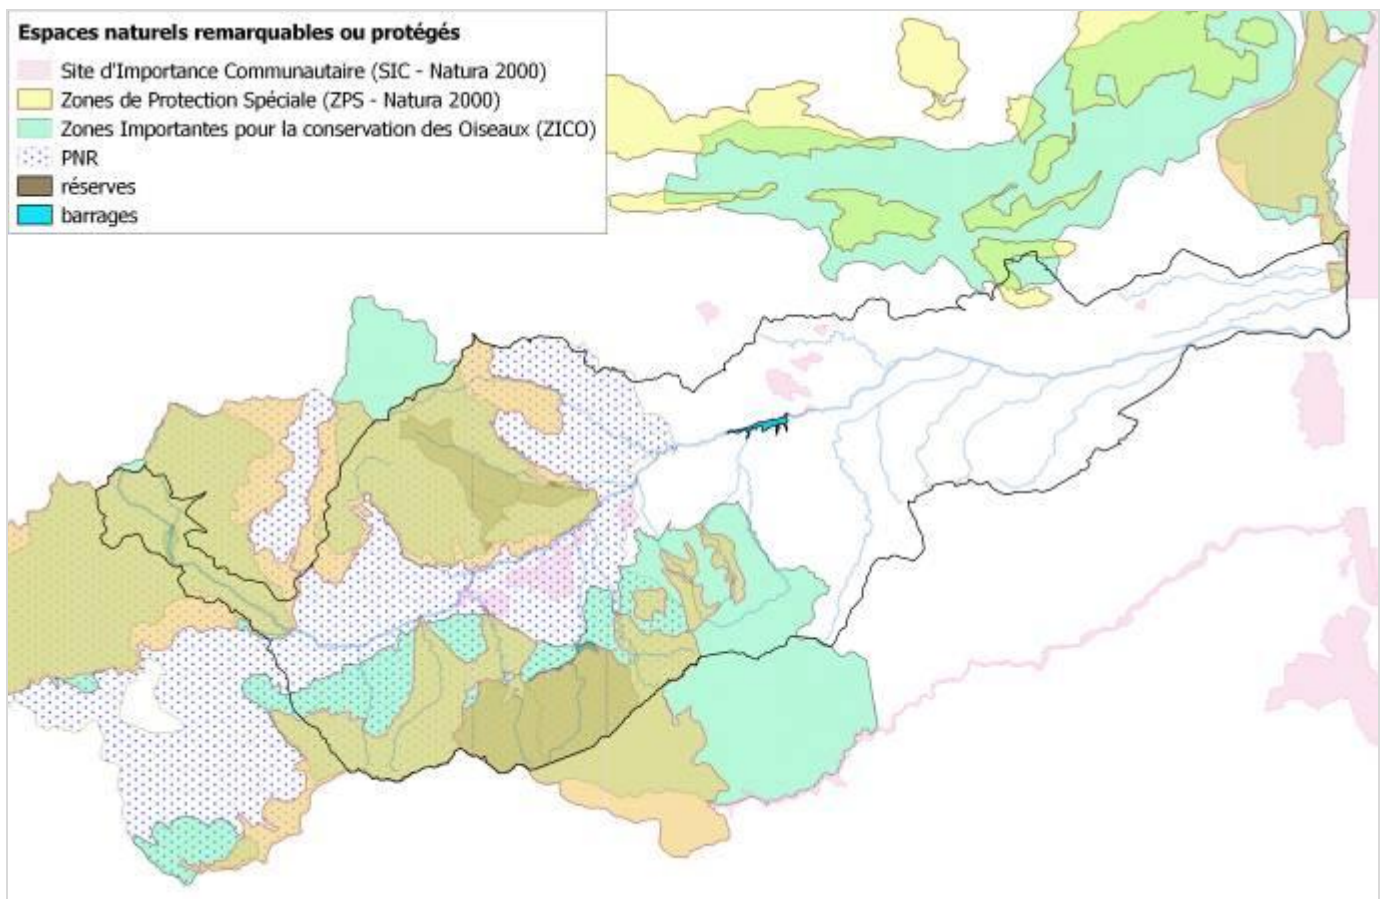 Espaces naturels remarquables ou protégés
Site d'Importance Communautaire (SIC - Natura 2000)
Zones de Protection Spéciale (ZPS - Natura 2000)
Zones Importantes pour la conservation des Oiseaux (ZICO)
PNR
réserves
barrages